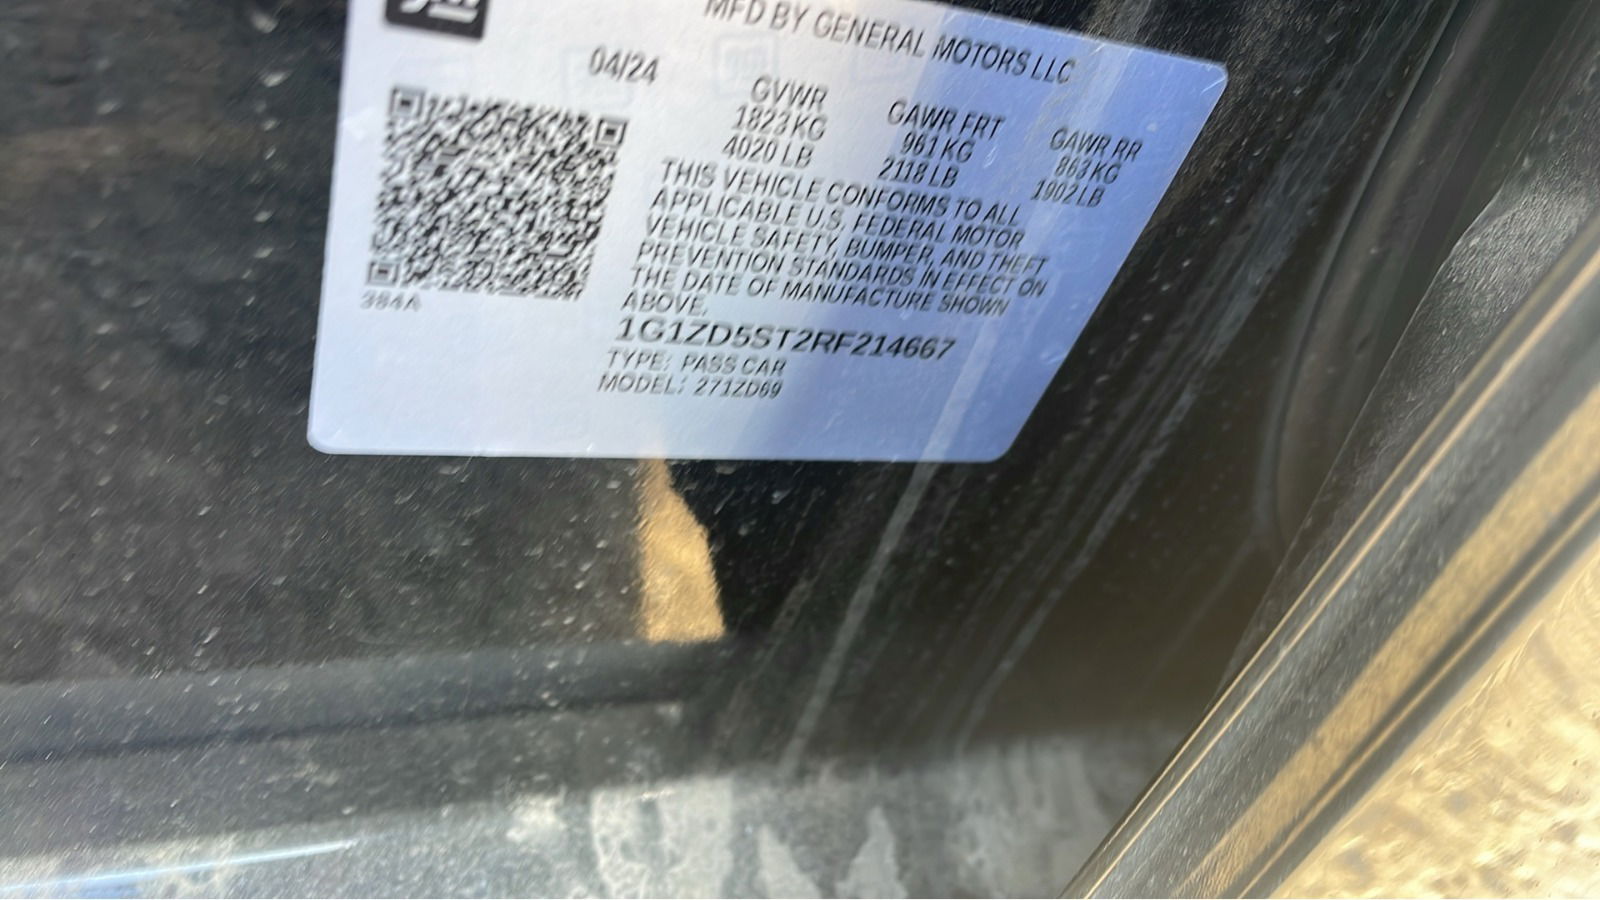 gm
MFD BY GENERAL MOTORS LLC
04/24
GVWR
1823 KG
4020 LB
GAWR FRT
961 KG
2118 LB
GAWR RR
863 KG
1902 LB
THIS VEHICLE CONFORMS TO ALL
APPLICABLE U.S. FEDERAL MOTOR
VEHICLE SAFETY, BUMPER, AND THEFT
PREVENTION STANDARDS IN EFFECT ON
THE DATE OF MANUFACTURE SHOWN
ABOVE.
384A
1G1ZD5ST2RF214667
TYPE: PASS CAR
MODEL: 271ZD69